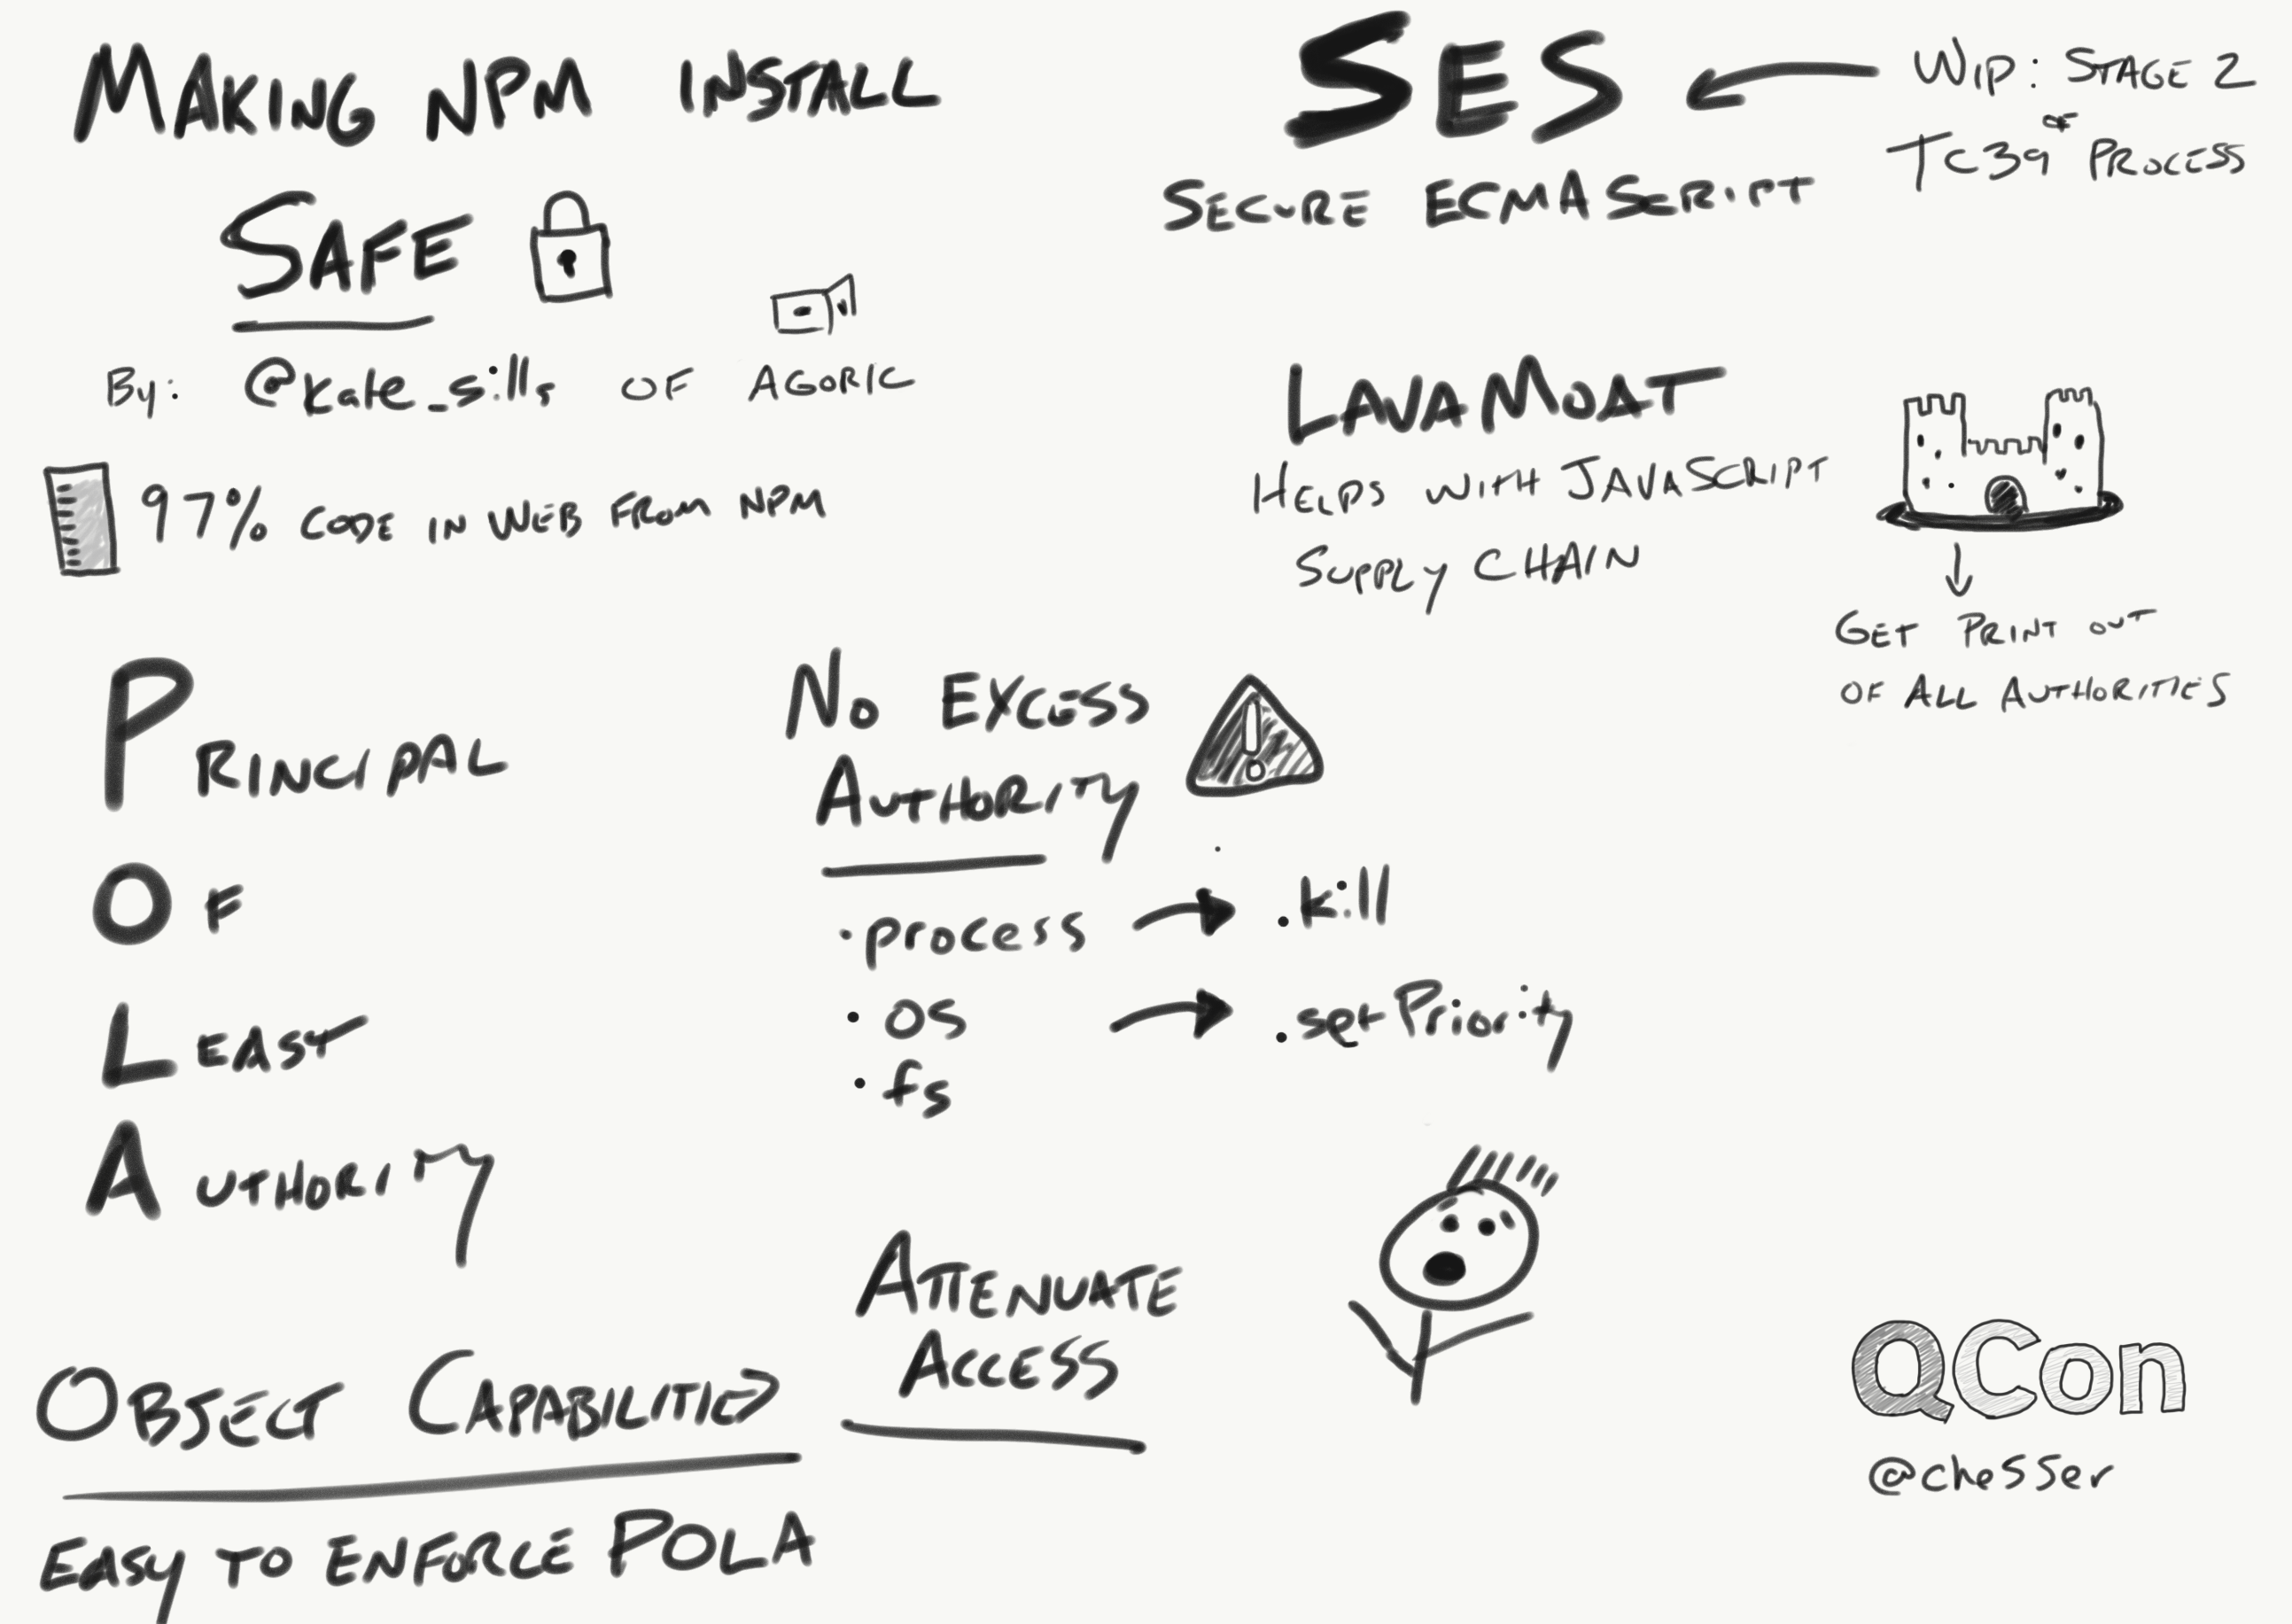 MAKING NPM INSTALL
SAFE
By: @kate_sills OF AGORIC
97% CODE IN WEB FROM NPM
PRINCIPAL
OF
LEAST
AUTHORITY
OBJECT CAPABILITIES
EASY TO ENFORCE POLA
NO EXCESS
AUTHORITY
• process → .kill
• os → .setPriority
• fs
ATTENUATE
ACCESS
SES ← WIP: STAGE 2
OF
TC39 PROCESS
SECURE ECMASCRIPT
LAVAMOAT
HELPS WITH JAVASCRIPT
SUPPLY CHAIN
↓
GET PRINT OUT
OF ALL AUTHORITIES
QCon
@chesser